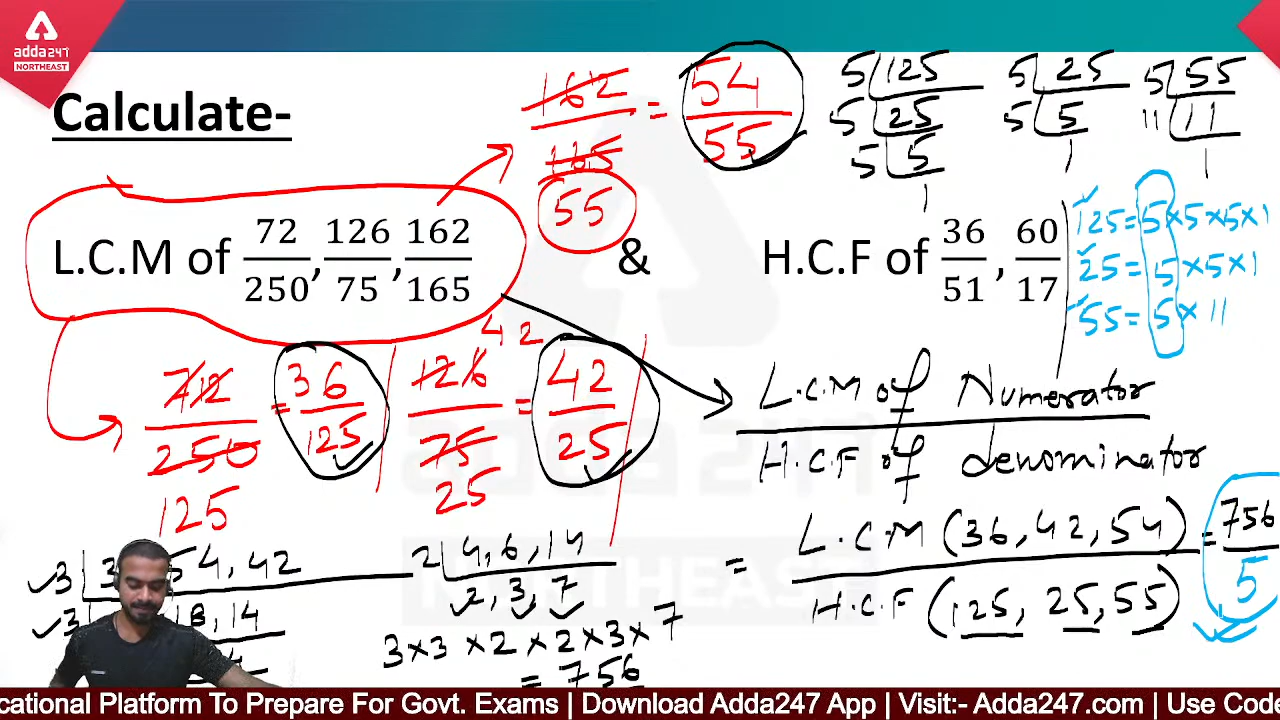 adda247
NORTHEAST
Calculate-
L.C.M of 72/250, 126/75, 162/165 & H.C.F of 36/51, 60/17
162/165 = 54/55
55
5 | 125
5 | 25
5 | 5
1
5 | 25
5 | 5
1
5 | 55
11 | 11
1
125 = 5×5×5×1
25 = 5×5×1
55 = 5×11
72/250 = 36/125
125
42
126/75 = 42/25
25
L.C.M of Numerator
H.C.F of denominator
= L.C.M (36, 42, 54) / H.C.F (125, 25, 55) = 756/5
3 | 54, 42
3 | 18, 14
2 | 4, 6, 14
2, 3, 7
3×3×2×2×3×7
= 756
adda247
NORTHEAST
cational Platform To Prepare For Govt. Exams | Download Adda247 App | Visit:- Adda247.com | Use Code